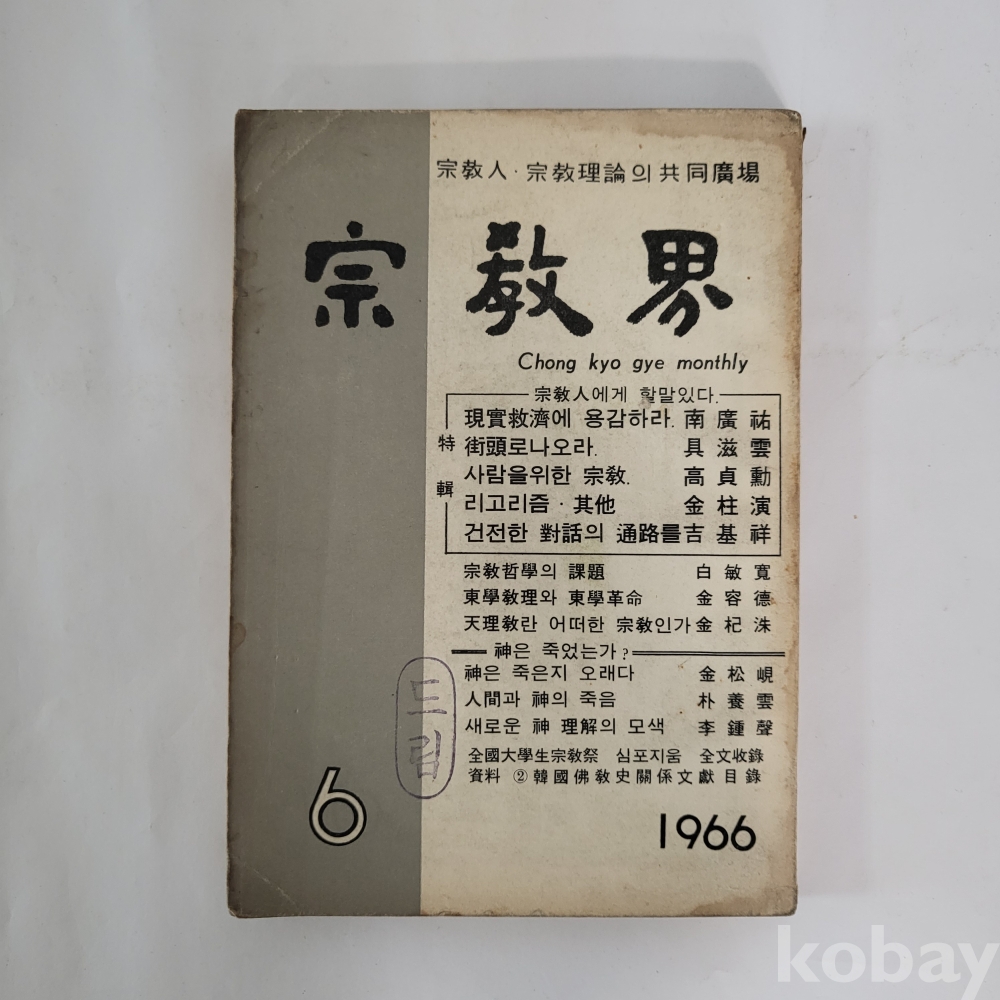 宗敎人·宗敎理論의 共同廣場
宗敎界
Chong kyo gye monthly
宗敎人에게 할말있다.
特輯
現實救濟에 용감하라. 南廣祐
街頭로나오라. 具滋雲
사람을위한 宗敎. 高貞勳
리고리즘·其他 金柱演
건전한 對話의 通路를 吉基祥
宗敎哲學의 課題 白敏寬
東學敎理와 東學革命 金容德
天理敎란 어떠한 宗敎인가 金杞洙
神은 죽었는가?
神은 죽은지 오래다 金松峴
人間과 神의 죽음 朴養雲
새로운 神 理解의 모색 李鍾聲
全國大學生宗敎祭 심포지움 全文收錄
資料 ②韓國佛敎史關係文獻目錄
드림
6
1966
kobay